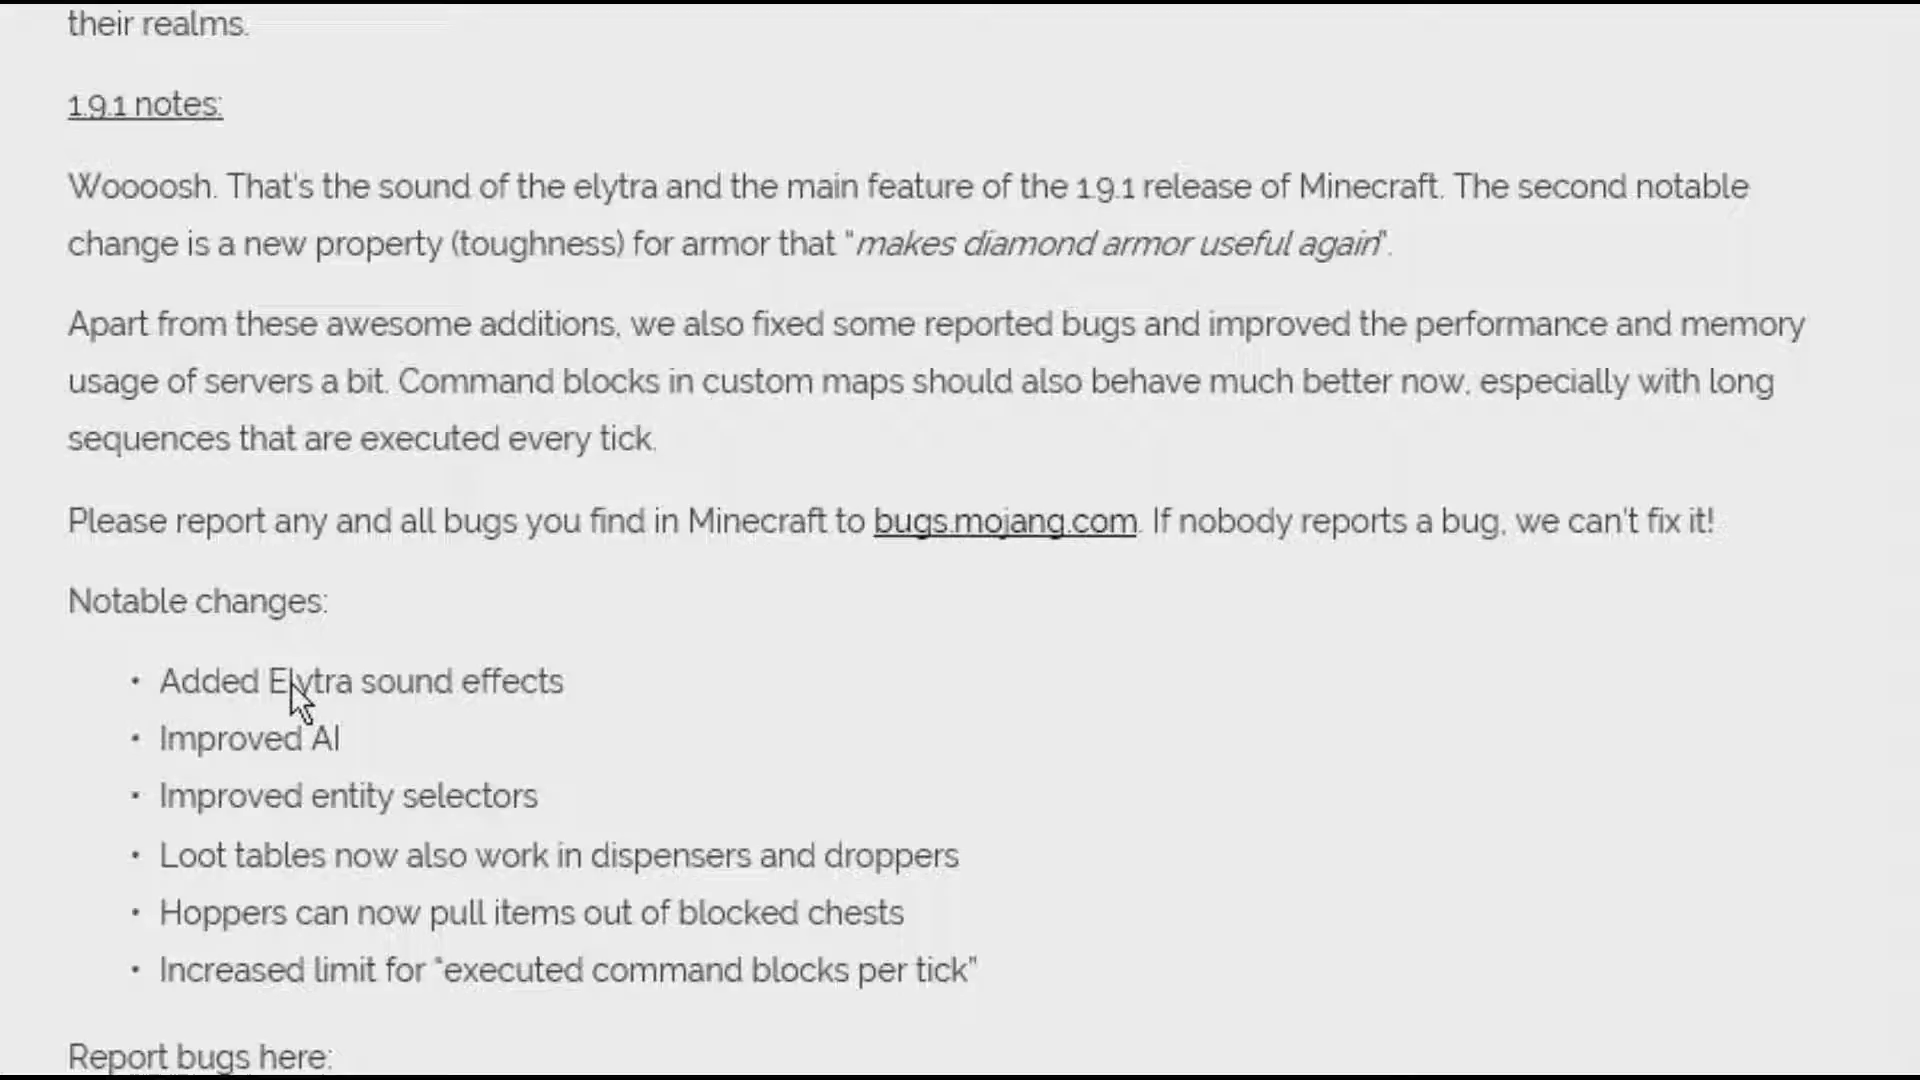 their realms.
1.9.1 notes:
Woooosh. That's the sound of the elytra and the main feature of the 1.9.1 release of Minecraft. The second notable
change is a new property (toughness) for armor that "makes diamond armor useful again".
Apart from these awesome additions, we also fixed some reported bugs and improved the performance and memory
usage of servers a bit. Command blocks in custom maps should also behave much better now, especially with long
sequences that are executed every tick.
Please report any and all bugs you find in Minecraft to bugs.mojang.com. If nobody reports a bug, we can't fix it!
Notable changes:
• Added Elytra sound effects
• Improved AI
• Improved entity selectors
• Loot tables now also work in dispensers and droppers
• Hoppers can now pull items out of blocked chests
• Increased limit for "executed command blocks per tick"
Report bugs here: